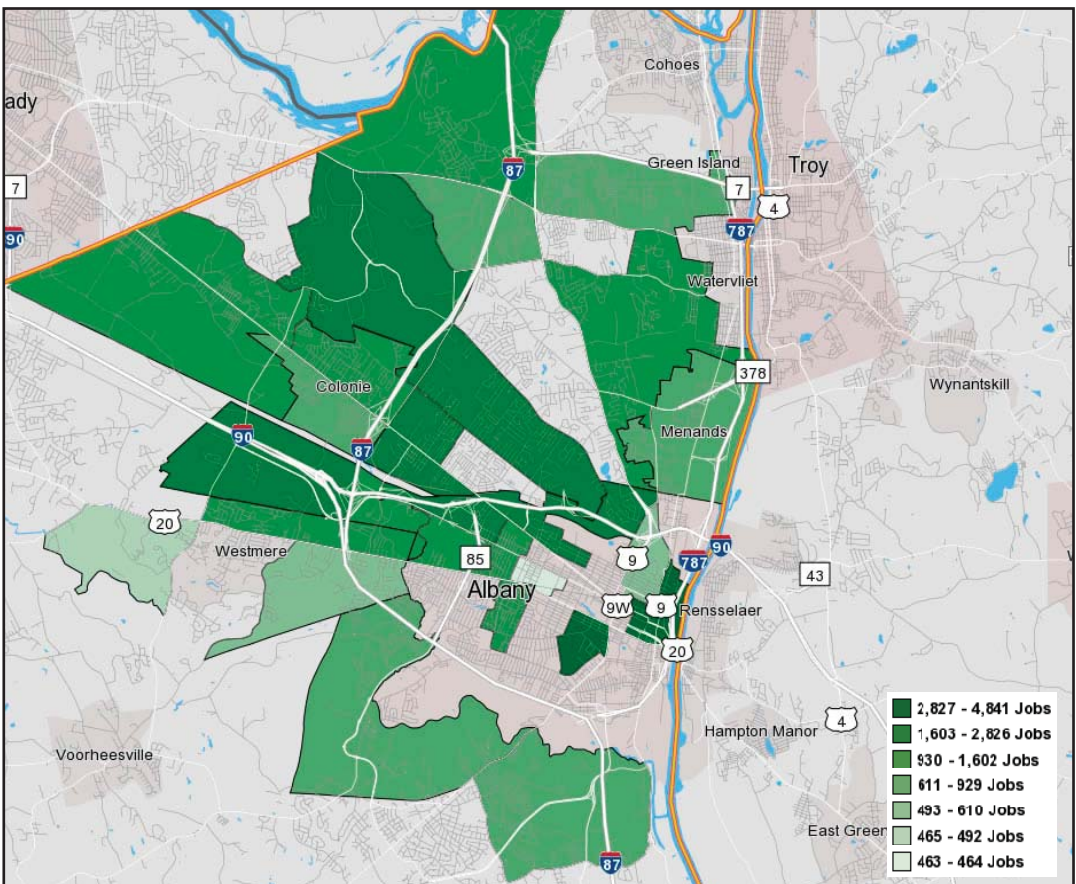 Cohoes
ady
Green Island
Troy
87
7
7
4
90
787
Watervliet
378
Wynantskill
Colonie
Menands
90
87
20
Westmere
85
9
787
90
43
Albany
9W
9
Rensselaer
20
4
Hampton Manor
Voorheesville
East Green
87
2,827 - 4,841 Jobs
1,603 - 2,826 Jobs
930 - 1,602 Jobs
611 - 929 Jobs
493 - 610 Jobs
465 - 492 Jobs
463 - 464 Jobs